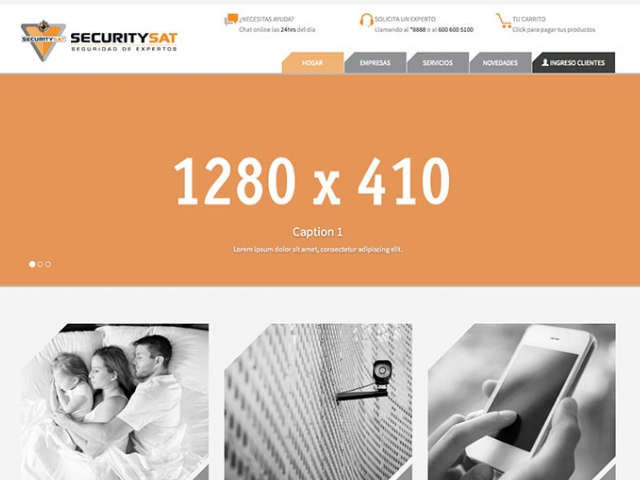 SECURITYSAT
SECURITYSAT
SEGURIDAD DE EXPERTOS
¿NECESITAS AYUDA?
Chat online las 24hrs del día
SOLICITA UN EXPERTO
Llamando al *8888 o al 600 600 5100
TU CARRITO
Click para pagar tus productos
HOGAR
EMPRESAS
SERVICIOS
NOVEDADES
INGRESO CLIENTES
1280 x 410
Caption 1
Lorem ipsum dolor sit amet, consectetur adipiscing elit.